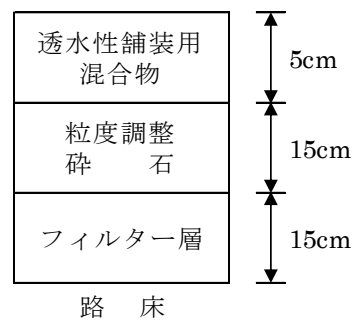 透水性舗装用
混合物
5cm
粒度調整
砕　　石
15cm
フィルター層
15cm
路　床